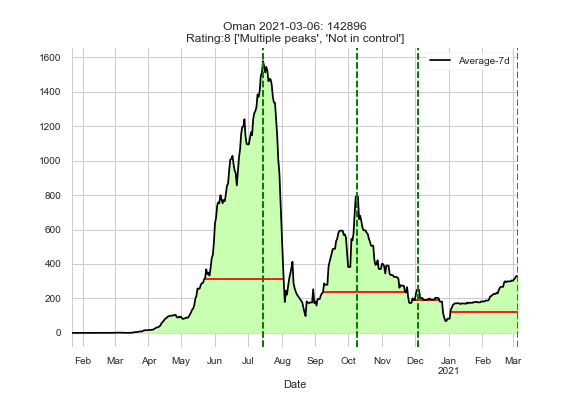 Oman 2021-03-06: 142896
Rating:8 ['Multiple peaks', 'Not in control']
Average-7d
1600
1400
1200
1000
800
600
400
200
0
Feb Mar Apr May Jun Jul Aug Sep Oct Nov Dec Jan Feb Mar
2021
Date